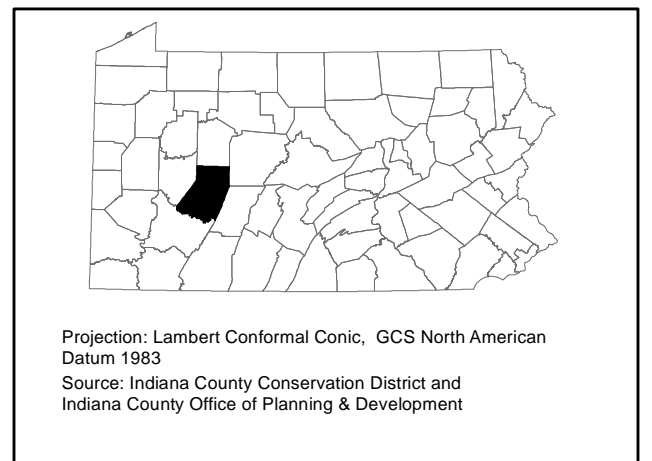 Projection: Lambert Conformal Conic, GCS North American
Datum 1983
Source: Indiana County Conservation District and
Indiana County Office of Planning & Development